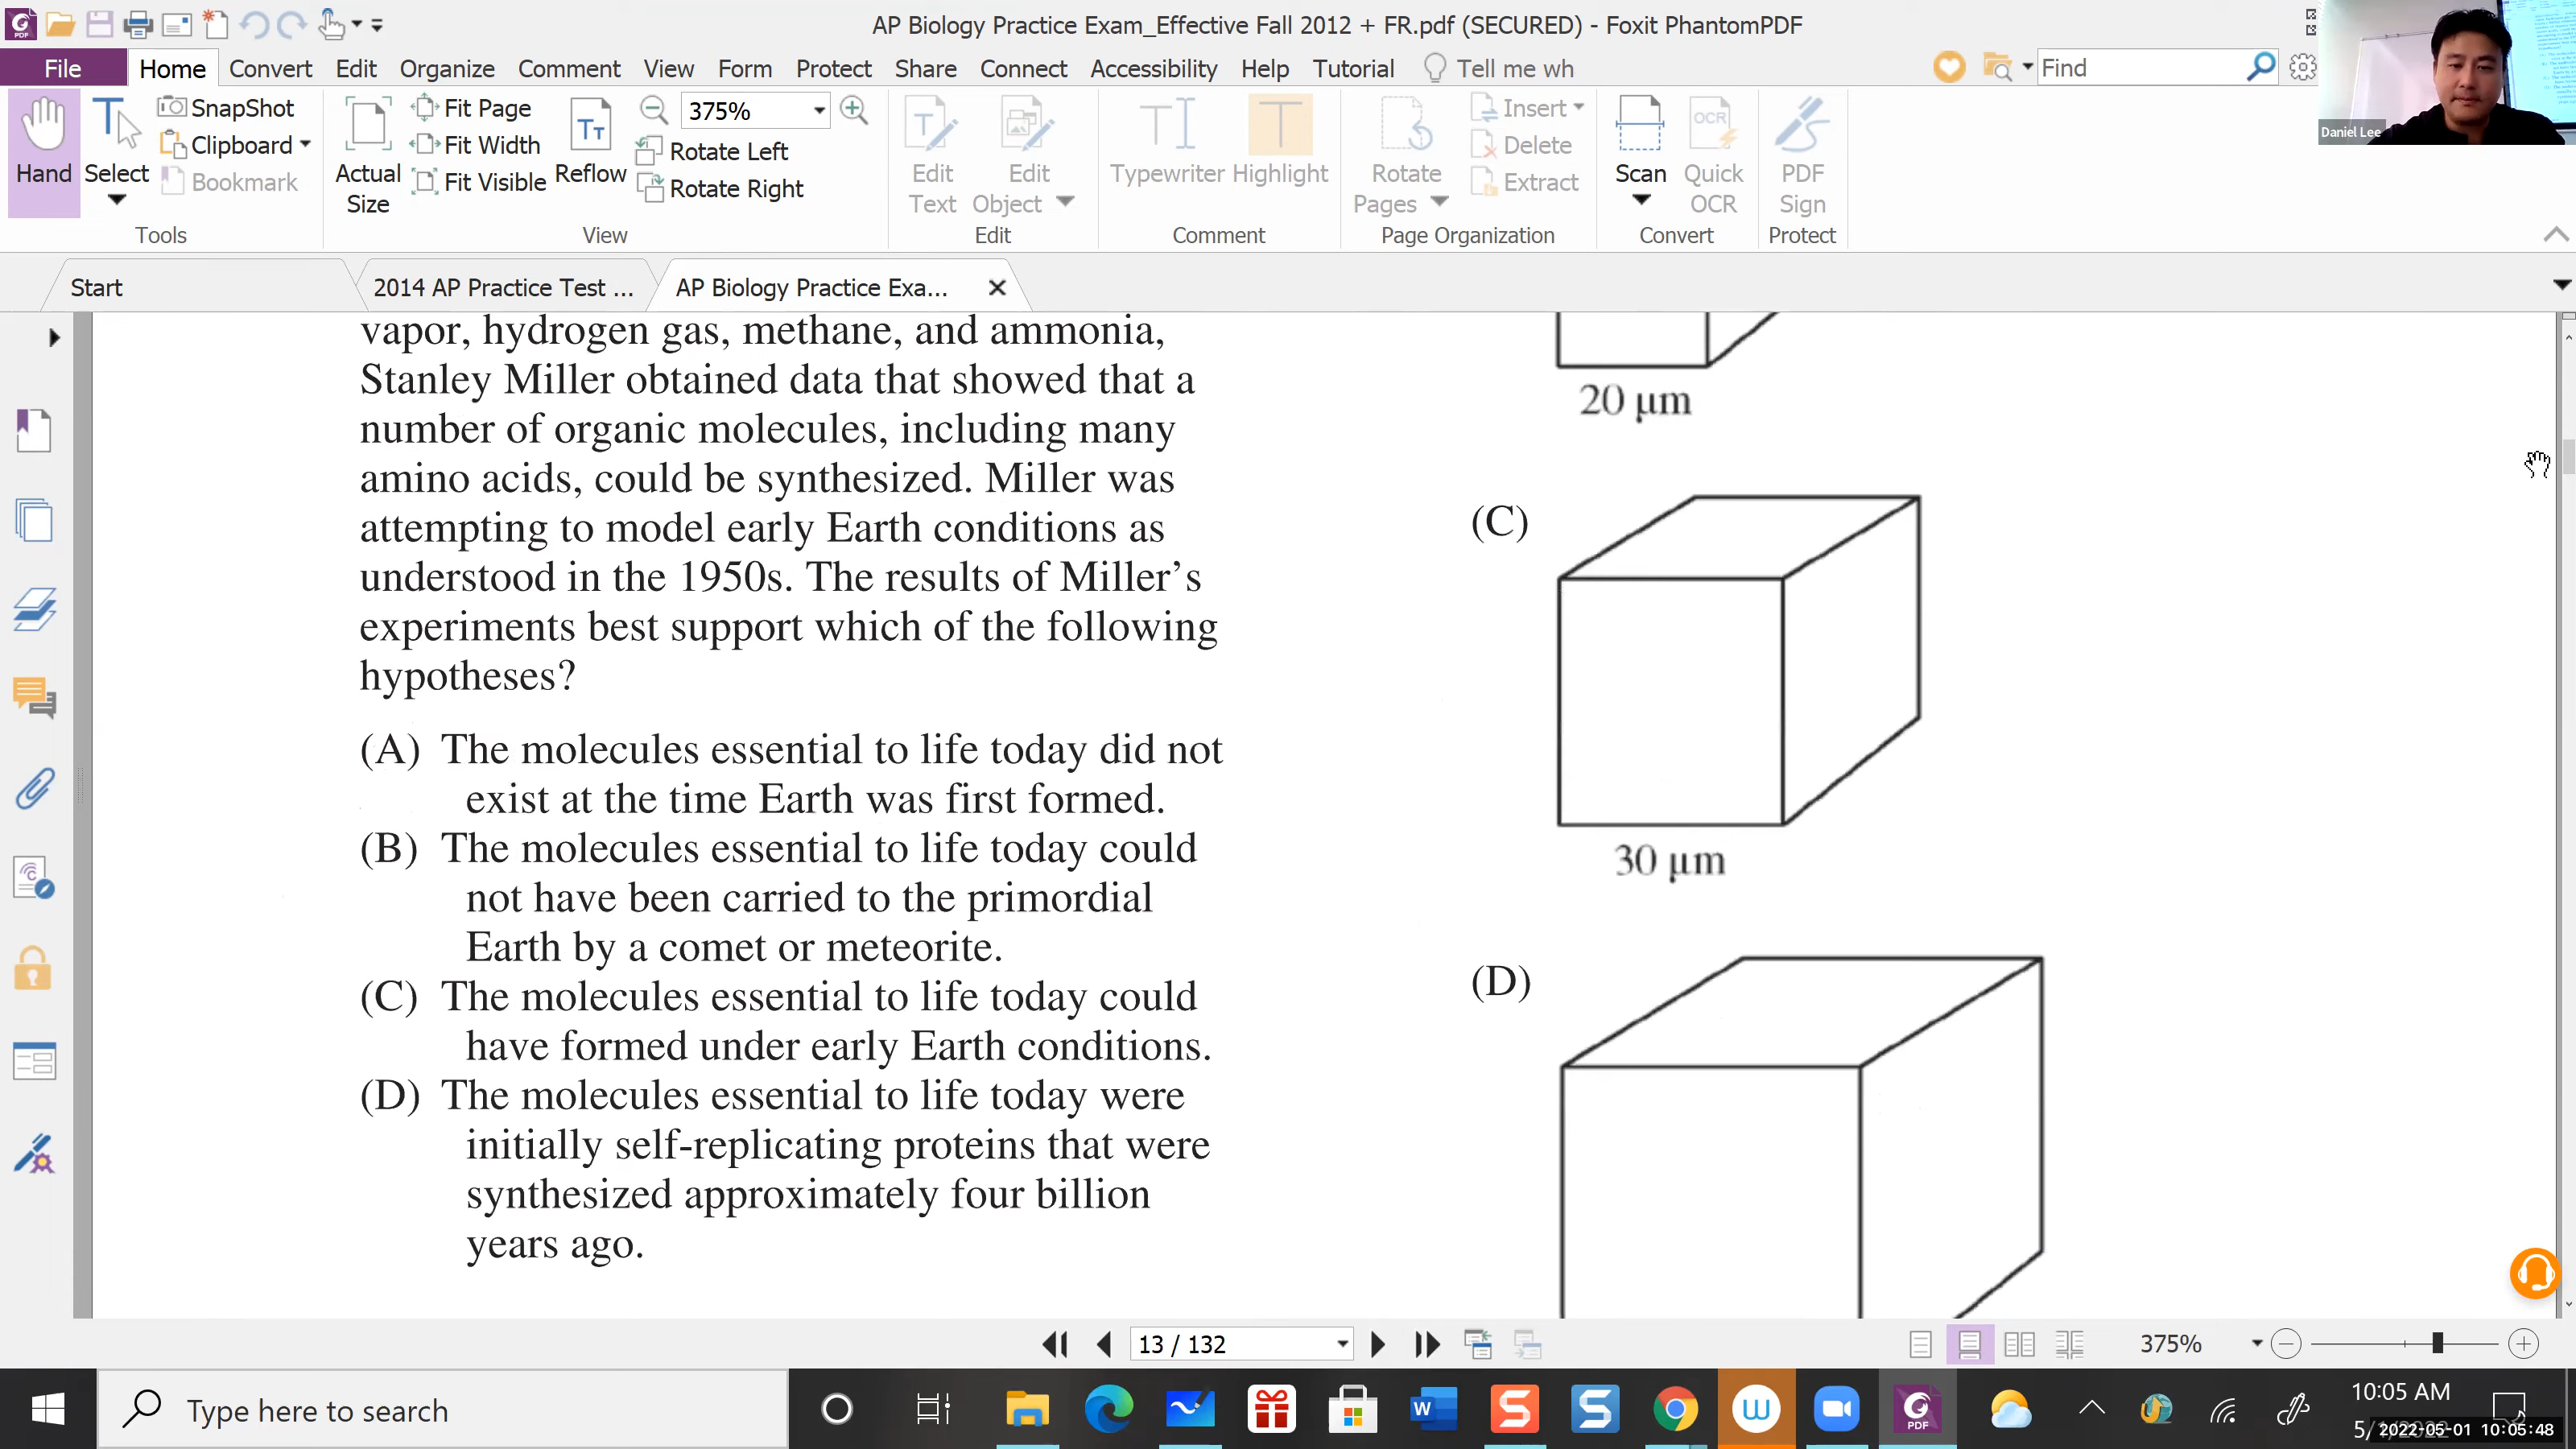 AP Biology Practice Exam_Effective Fall 2012 + FR.pdf (SECURED) - Foxit PhantomPDF
File Home Convert Edit Organize Comment View Form Protect Share Connect Accessibility Help Tutorial Tell me wh Find
Daniel Lee
SnapShot
Clipboard
Bookmark
Hand Select
Tools
Actual Size
Fit Page
Fit Width
Fit Visible
Reflow
375%
Rotate Left
Rotate Right
View
Edit Text
Edit Object
Edit
Typewriter Highlight
Comment
Rotate Pages
Insert
Delete
Extract
Page Organization
Scan
Quick OCR
Convert
PDF Sign
Protect
Start 2014 AP Practice Test ... AP Biology Practice Exa...
vapor, hydrogen gas, methane, and ammonia,
Stanley Miller obtained data that showed that a
number of organic molecules, including many
amino acids, could be synthesized. Miller was
attempting to model early Earth conditions as
understood in the 1950s. The results of Miller’s
experiments best support which of the following
hypotheses?
(A) The molecules essential to life today did not
exist at the time Earth was first formed.
(B) The molecules essential to life today could
not have been carried to the primordial
Earth by a comet or meteorite.
(C) The molecules essential to life today could
have formed under early Earth conditions.
(D) The molecules essential to life today were
initially self-replicating proteins that were
synthesized approximately four billion
years ago.
20 µm
(C)
30 µm
(D)
13 / 132
375%
Type here to search
10:05 AM
2022-05-01 10:05:48